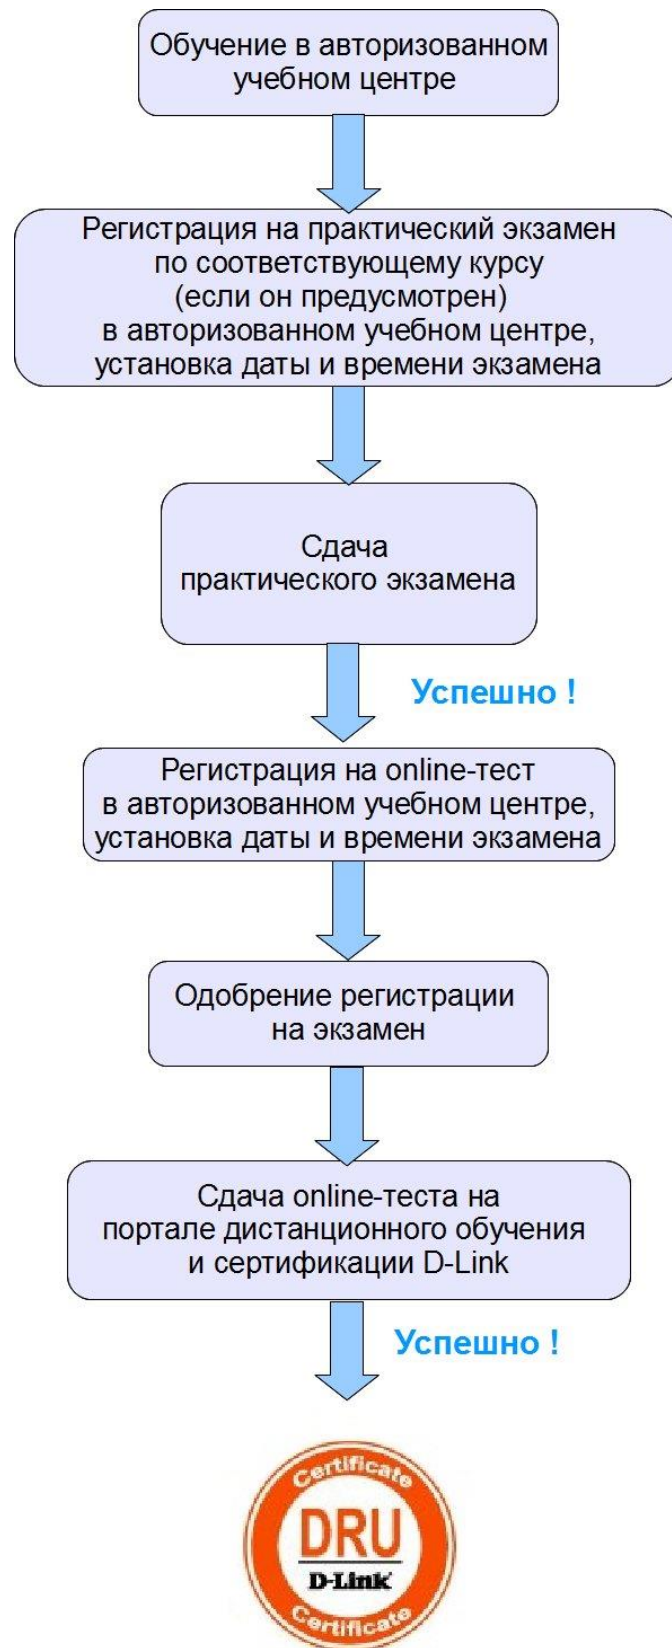 Обучение в авторизованном
учебном центре
Регистрация на практический экзамен
по соответствующему курсу
(если он предусмотрен)
в авторизованном учебном центре,
установка даты и времени экзамена
Сдача
практического экзамена
Успешно !
Регистрация на online-тест
в авторизованном учебном центре,
установка даты и времени экзамена
Одобрение регистрации
на экзамен
Сдача online-теста на
портале дистанционного обучения
и сертификации D-Link
Успешно !
Certificate
DRU
D-Link
Certificate